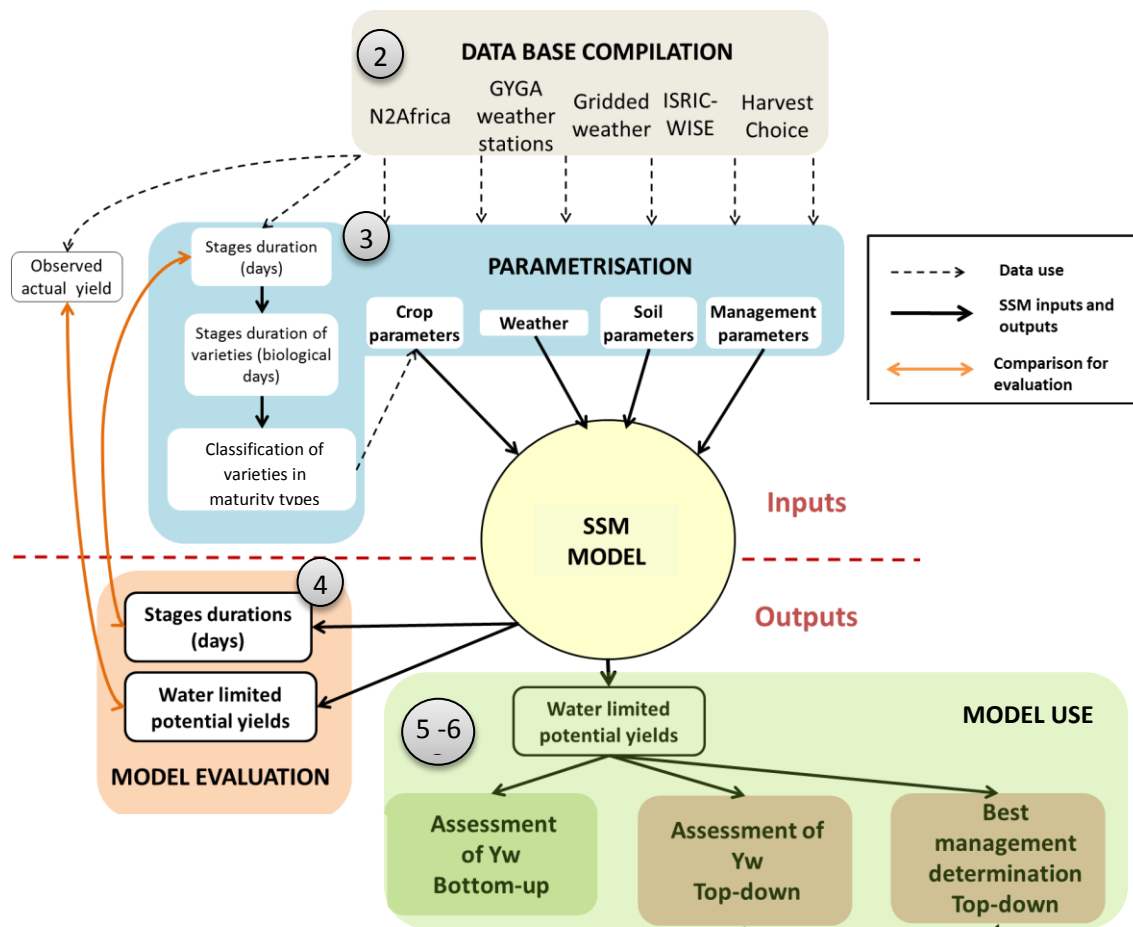 2
DATA BASE COMPILATION
N2Africa
GYGA
weather
stations
Gridded
weather
ISRIC-
WISE
Harvest
Choice
3
Stages duration
(days)
PARAMETRISATION
Observed
actual yield
Stages duration of
varieties (biological
days)
Crop
parameters
Weather
Soil
parameters
Management
parameters
Data use
SSM inputs and
outputs
Comparison for
evaluation
Classification of
varieties in
maturity types
SSM
MODEL
Inputs
Outputs
4
Stages durations
(days)
Water limited
potential yields
MODEL EVALUATION
5 -6
Water limited
potential yields
MODEL USE
Assessment
of Yw
Bottom-up
Assessment of
Yw
Top-down
Best
management
determination
Top-down